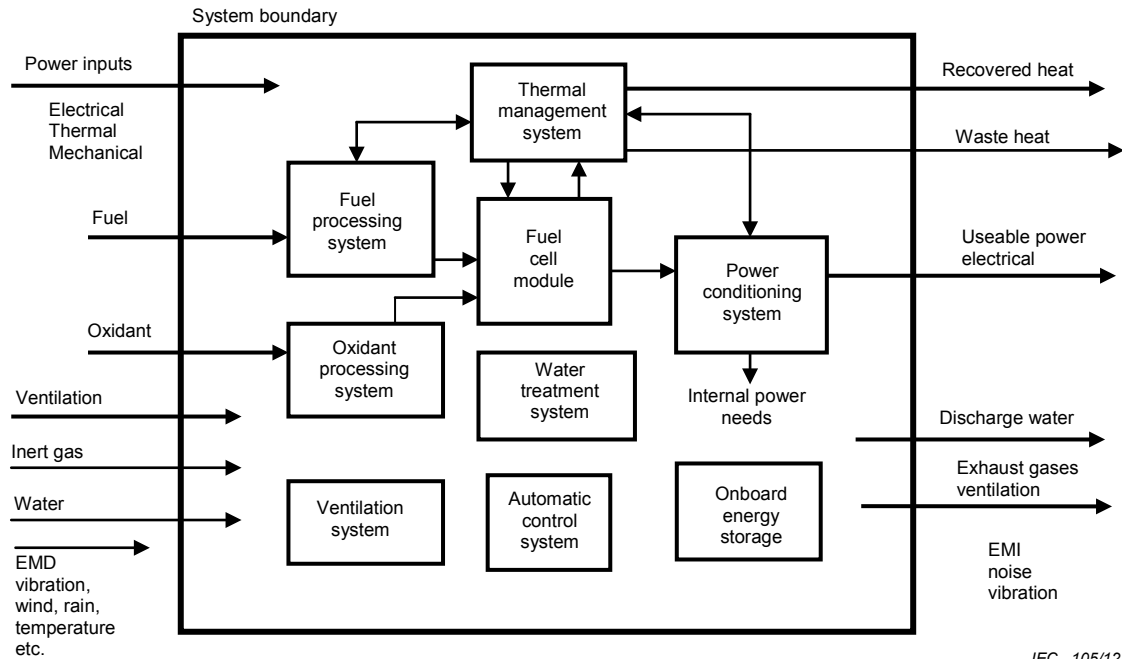 System boundary
Power inputs
Electrical
Thermal
Mechanical
Fuel
Oxidant
Ventilation
Inert gas
Water
EMD
vibration,
wind, rain,
temperature
etc.
Thermal
management
system
Fuel
processing
system
Fuel
cell
module
Power
conditioning
system
Oxidant
processing
system
Water
treatment
system
Internal power
needs
Ventilation
system
Automatic
control
system
Onboard
energy
storage
Recovered heat
Waste heat
Useable power
electrical
Discharge water
Exhaust gases
ventilation
EMI
noise
vibration
IEC 105/12